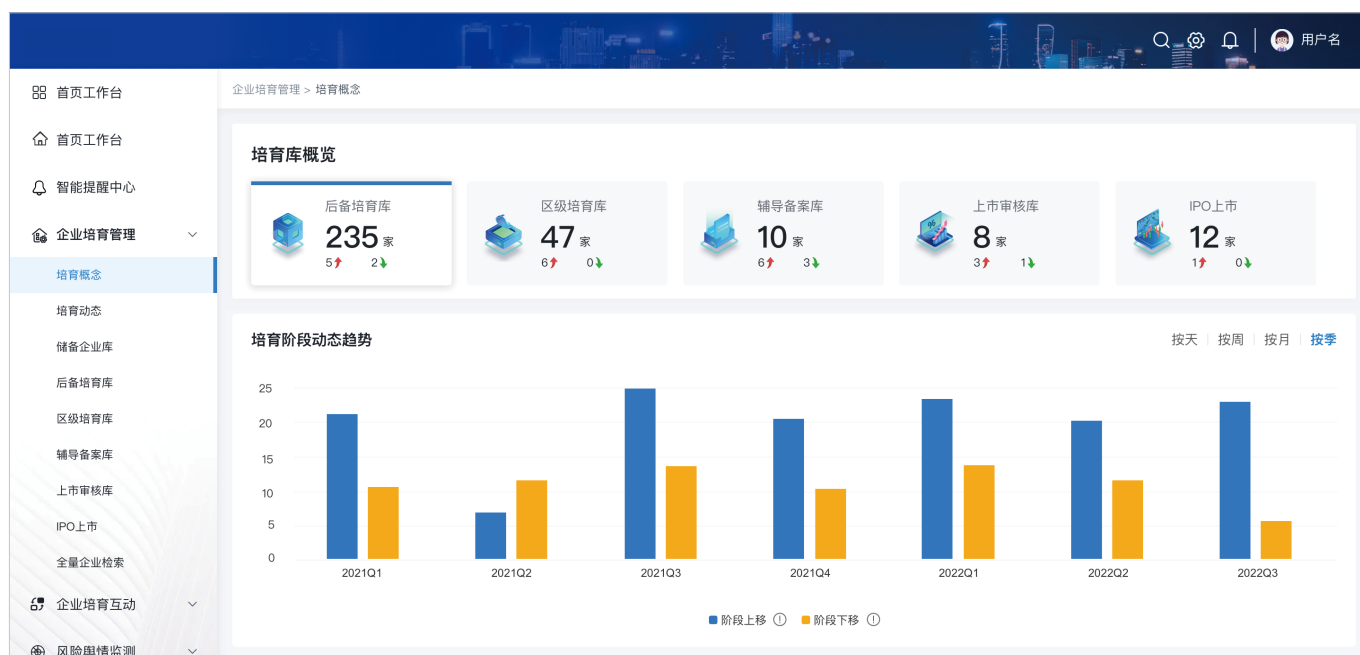 用户名
首页工作台
首页工作台
智能提醒中心
企业培育管理
培育概念
培育动态
储备企业库
后备培育库
区级培育库
辅导备案库
上市审核库
IPO上市
全量企业检索
企业培育互动
风险舆情监测
企业培育管理 > 培育概念
培育库概览
后备培育库
235 家
5 2
区级培育库
47 家
6 0
辅导备案库
10 家
6 3
上市审核库
8 家
3 1
IPO上市
12 家
1 0
培育阶段动态趋势
按天 按周 按月 按季
25
20
15
10
5
0
2021Q1 2021Q2 2021Q3 2021Q4 2022Q1 2022Q2 2022Q3
阶段上移 阶段下移